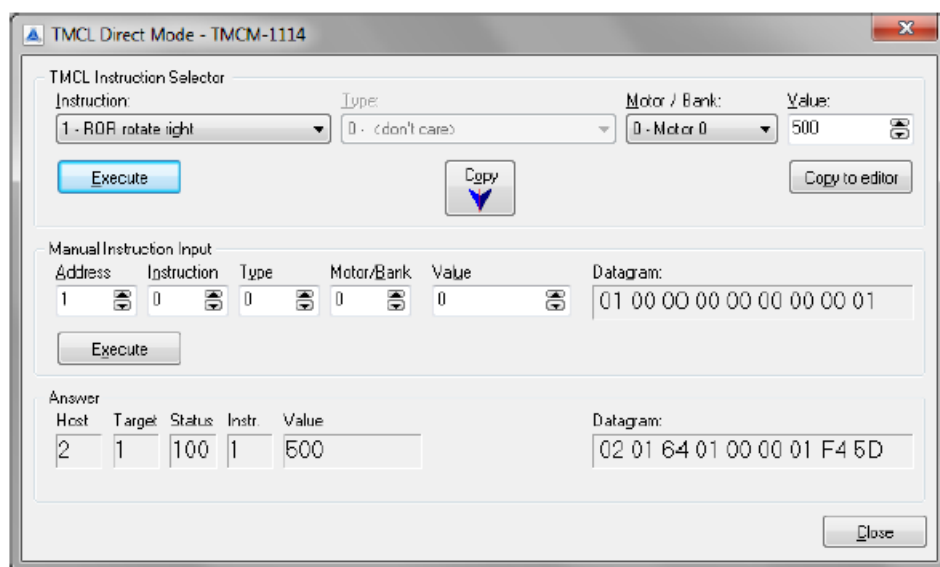 TMCL Direct Mode - TMCM-1114
TMCL Instruction Selector
Instruction: Type: Motor / Bank: Value:
1 - ROR rotate right 0 - <don't care> 0 - Motor 0 500
Execute Copy Copy to editor
Manual Instruction Input
Address Instruction Type Motor/Bank Value Datagram:
1 0 0 0 0 01 00 00 00 00 00 00 00 01
Execute
Answer
Host Target Status Instr. Value Datagram:
2 1 100 1 500 02 01 64 01 00 00 01 F4 5D
Close